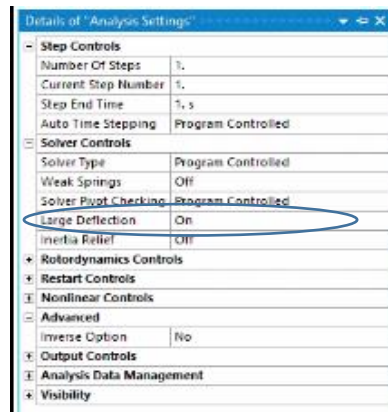 Details of "Analysis Settings"
Step Controls
Number Of Steps 1.
Current Step Number 1.
Step End Time 1. s
Auto Time Stepping Program Controlled
Solver Controls
Solver Type Program Controlled
Weak Springs Off
Solver Pivot Checking Program Controlled
Large Deflection On
Inertia Relief Off
Rotordynamics Controls
Restart Controls
Nonlinear Controls
Advanced
Inverse Option No
Output Controls
Analysis Data Management
Visibility